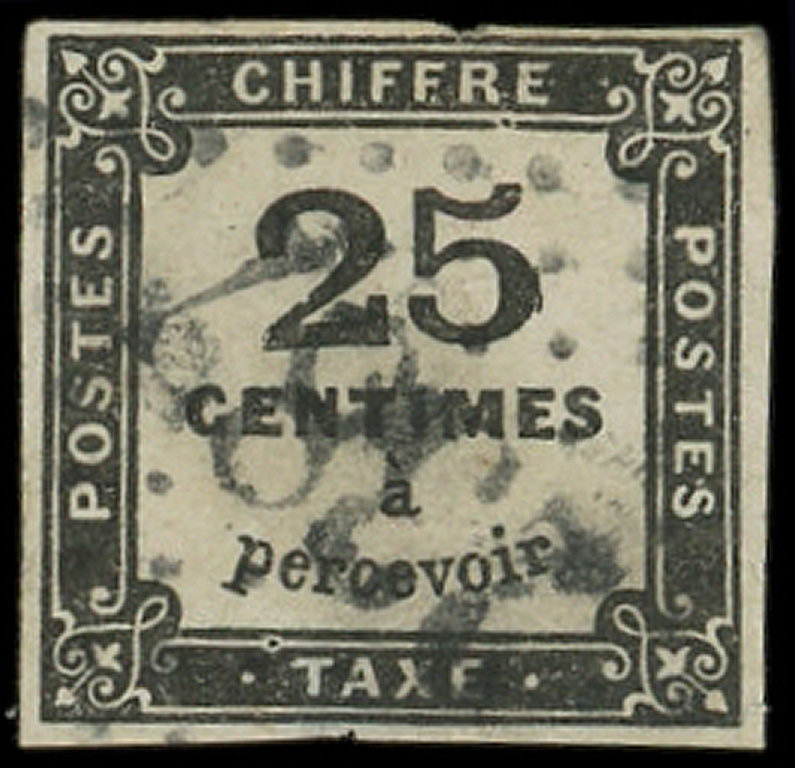 CHIFFRE
POSTES
25
CENTIMES
à
percevoir
POSTES
· TAXE ·